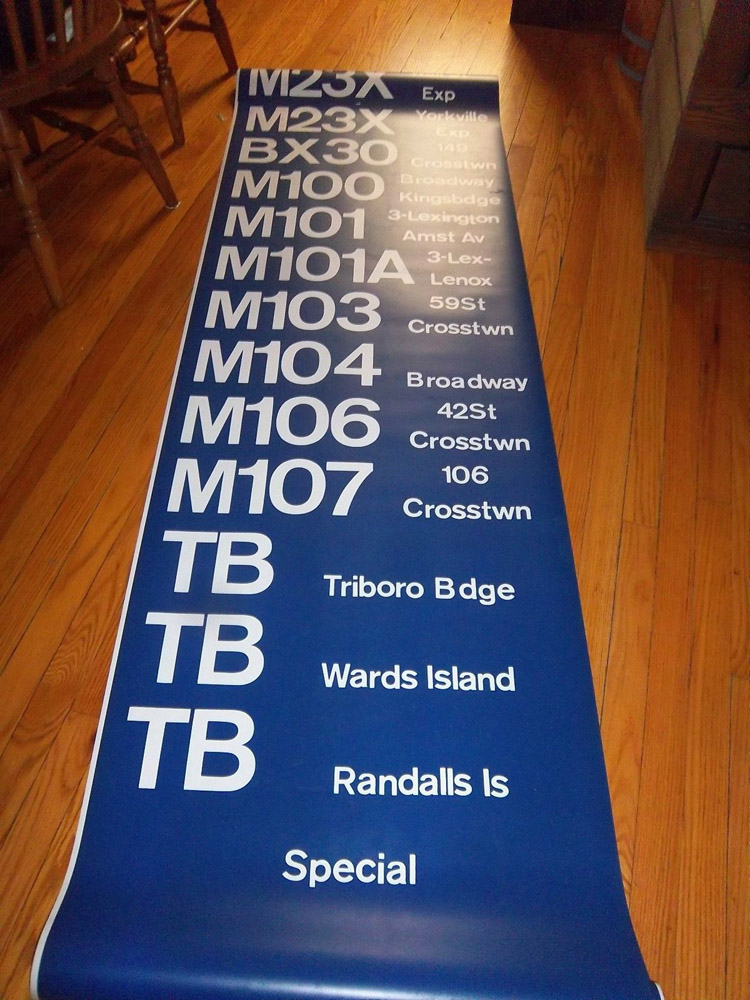 M23X Exp
M23X Yorkville
Exp
BX30 149
Crosstwn
M100 Broadway
Kingsbdge
M101 3-Lexington
Amst Av
M101A 3-Lex-
Lenox
M103 59St
Crosstwn
M104 Broadway
M106 42St
Crosstwn
M107 106
Crosstwn
TB Triboro Bdge
TB Wards Island
TB Randalls Is
Special